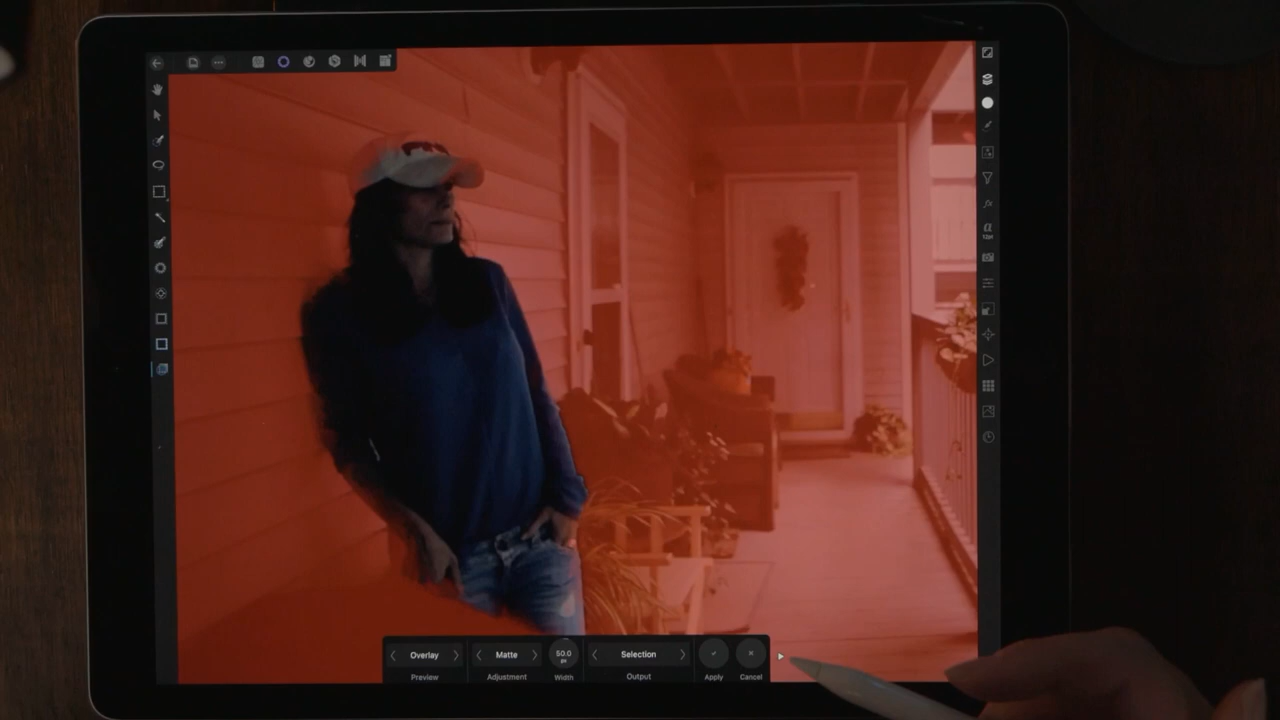 Overlay
Matte
50.0
px
Selection
Preview
Adjustment
Width
Output
Apply
Cancel